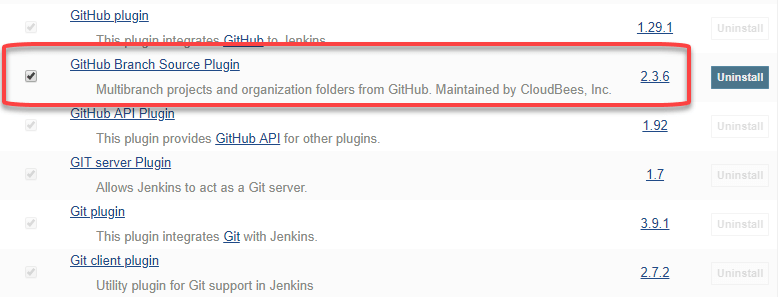 GitHub plugin
This plugin integrates GitHub to Jenkins.
1.29.1
Uninstall
GitHub Branch Source Plugin
Multibranch projects and organization folders from GitHub. Maintained by CloudBees, Inc.
2.3.6
Uninstall
GitHub API Plugin
This plugin provides GitHub API for other plugins.
1.92
Uninstall
GIT server Plugin
Allows Jenkins to act as a Git server.
1.7
Uninstall
Git plugin
This plugin integrates Git with Jenkins.
3.9.1
Uninstall
Git client plugin
Utility plugin for Git support in Jenkins
2.7.2
Uninstall